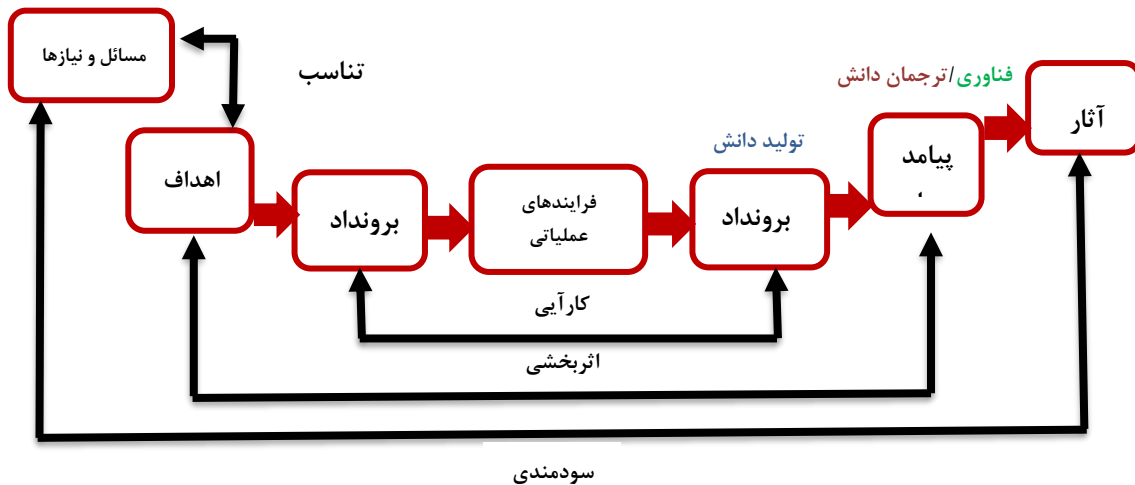 مسائل و نیازها
تناسب
فناوری/ترجمان دانش
آثار
اهداف
برونداد
فرایندهای
عملیاتی
تولید دانش
برونداد
پیامد
،
کارآیی
اثربخشی
سودمندی